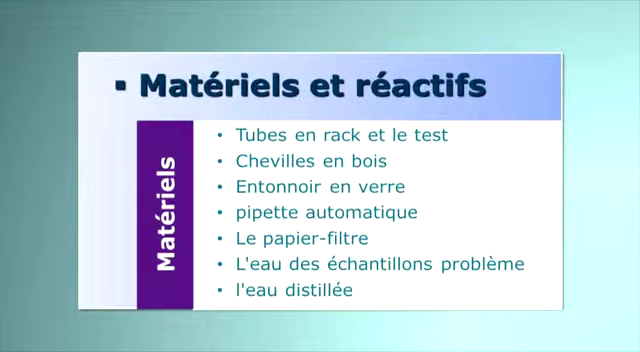 ▪ Matériels et réactifs
Matériels
• Tubes en rack et le test
• Chevilles en bois
• Entonnoir en verre
• pipette automatique
• Le papier-filtre
• L'eau des échantillons problème
• l'eau distillée